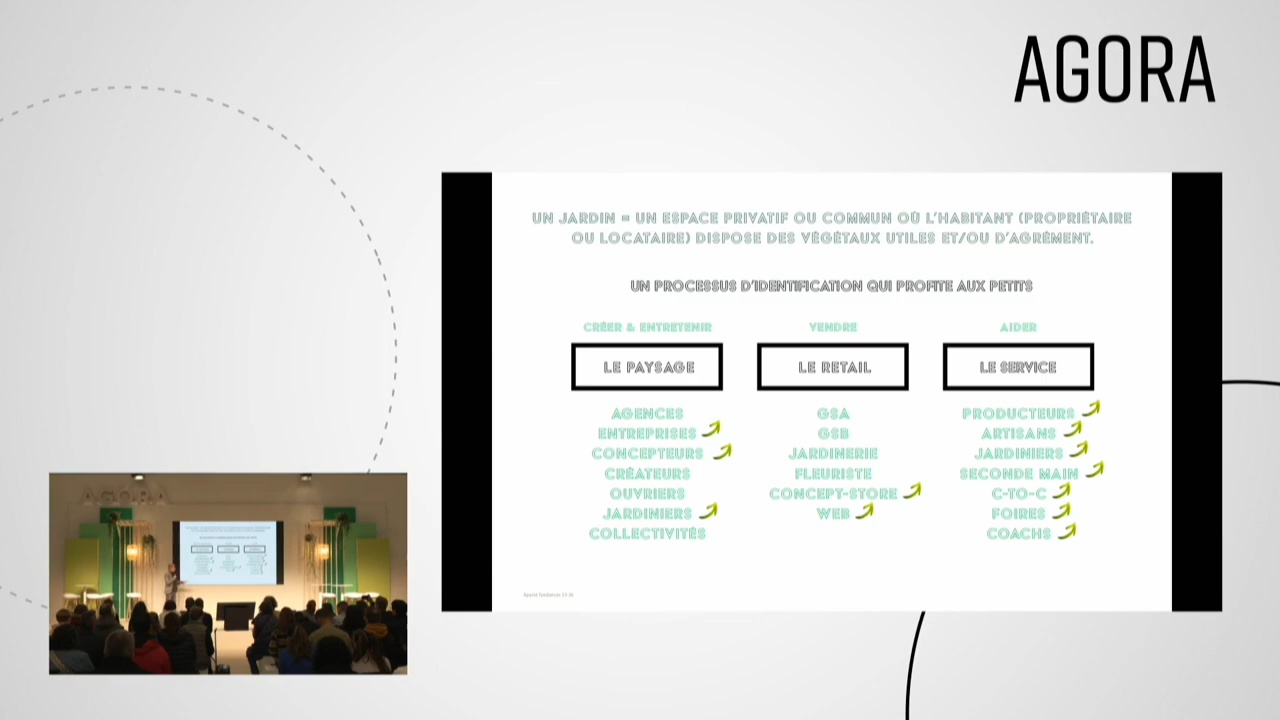 AGORA
UN JARDIN = UN ESPACE PRIVATIF OU COMMUN OÙ L'HABITANT (PROPRIÉTAIRE
OU LOCATAIRE) DISPOSE DES VÉGÉTAUX UTILES ET/OU D'AGRÉMENT.
UN PROCESSUS D'IDENTIFICATION QUI PROFITE AUX PETITS
CRÉER & ENTRETENIR
LE PAYSAGE
AGENCES
ENTREPRISES
CONCEPTEURS
CRÉATEURS
OUVRIERS
JARDINIERS
COLLECTIVITÉS
VENDRE
LE RETAIL
GSA
GSB
JARDINERIE
FLEURISTE
CONCEPT-STORE
WEB
AIDER
LE SERVICE
PRODUCTEURS
ARTISANS
JARDINIERS
SECONDE MAIN
C-TO-C
FOIRES
COACHS
AGORA